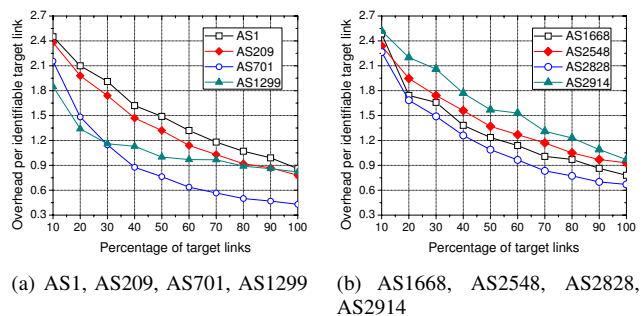 Overhead per identifiable target link
2.7
2.4
2.1
1.8
1.5
1.2
0.9
0.6
0.3
AS1
AS209
AS701
AS1299
10 20 30 40 50 60 70 80 90 100
Percentage of target links
(a) AS1, AS209, AS701, AS1299
Overhead per identifiable target link
2.7
2.4
2.1
1.8
1.5
1.2
0.9
0.6
0.3
AS1668
AS2548
AS2828
AS2914
10 20 30 40 50 60 70 80 90 100
Percentage of target links
(b) AS1668, AS2548, AS2828,
AS2914